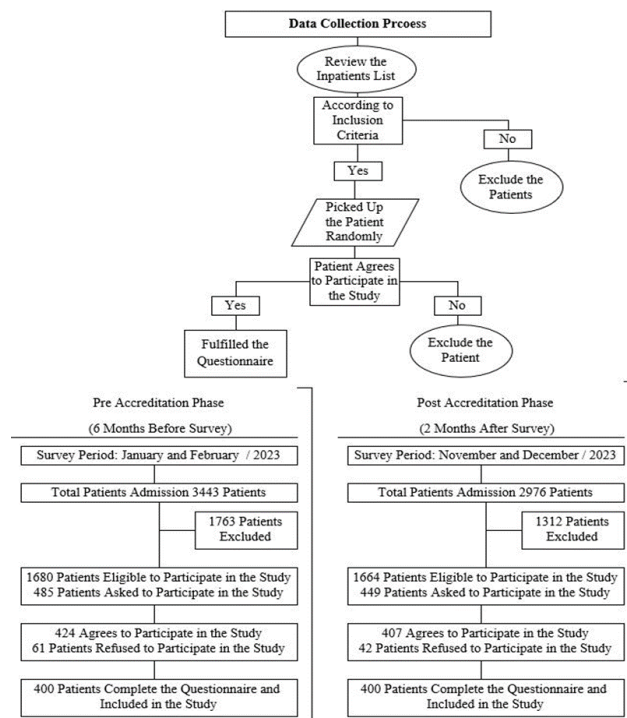 Data Collection Prcoess
Review the
Inpatients List
According to
Inclusion
Criteria
No
Yes
Exclude the
Patients
Picked Up
the Patient
Randomly
Patient Agrees
to Participate in
the Study
Yes
No
Fulfilled the
Questionnaire
Exclude the
Patient
Pre Accreditation Phase
(6 Months Before Survey)
Survey Period: January and February / 2023
Total Patients Admission 3443 Patients
1763 Patients
Excluded
1680 Patients Eligible to Participate in the Study
485 Patients Asked to Participate in the Study
424 Agrees to Participate in the Study
61 Patients Refused to Participate in the Study
400 Patients Complete the Questionnaire and
Included in the Study
Post Accreditation Phase
(2 Months After Survey)
Survey Period: November and December / 2023
Total Patients Admission 2976 Patients
1312 Patients
Excluded
1664 Patients Eligible to Participate in the Study
449 Patients Asked to Participate in the Study
407 Agrees to Participate in the Study
42 Patients Refused to Participate in the Study
400 Patients Complete the Questionnaire and
Included in the Study